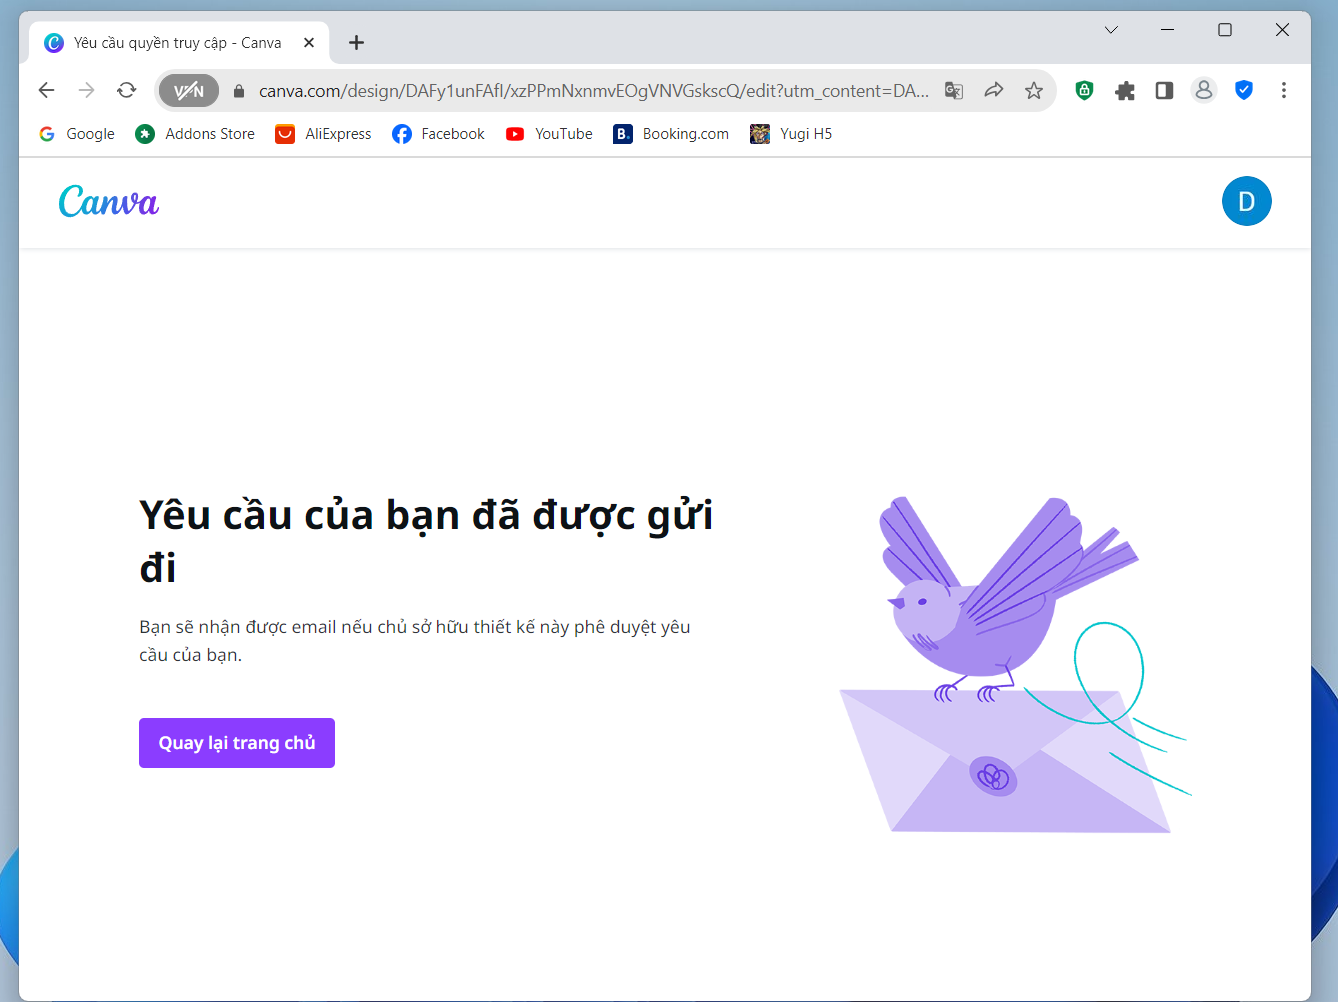 Yêu cầu quyền truy cập - Canva
VPN
canva.com/design/DAFy1unFAfI/xzPPmNxnmvEOgVNVGskscQ/edit?utm_content=DA...
Google Addons Store AliExpress Facebook YouTube B. Booking.com Yugi H5
Canva
D
Yêu cầu của bạn đã được gửi
đi
Bạn sẽ nhận được email nếu chủ sở hữu thiết kế này phê duyệt yêu
cầu của bạn.
Quay lại trang chủ